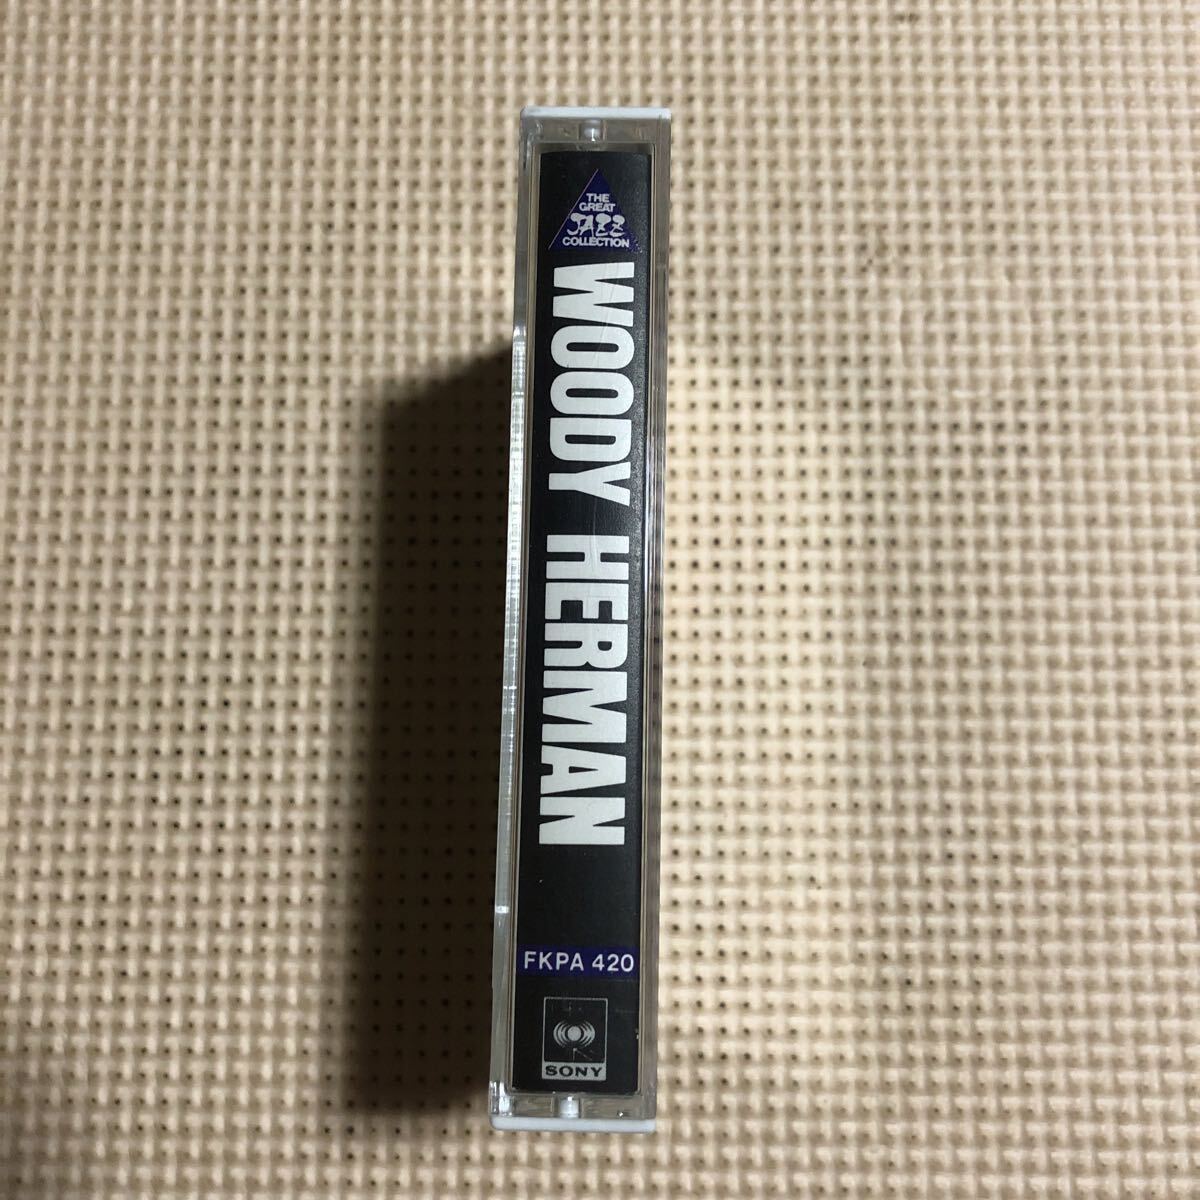 THE
GREAT
JAZZ
COLLECTION
WOODY HERMAN
FKPA 420
SONY